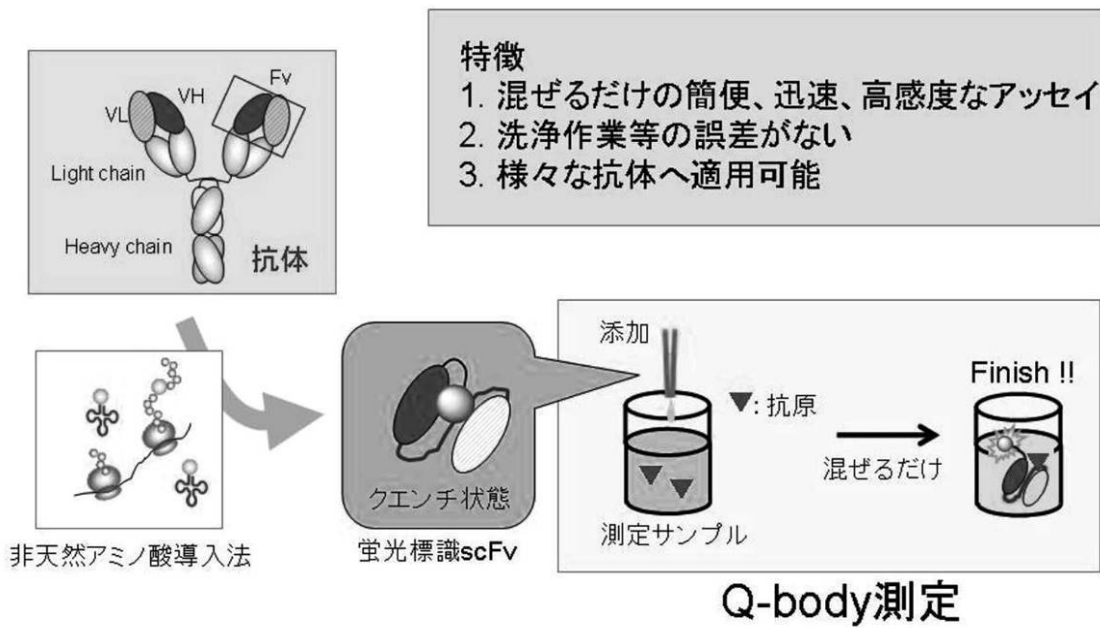 特徴
1. 混ぜるだけの簡便、迅速、高感度なアッセイ
2. 洗浄作業等の誤差がない
3. 様々な抗体へ適用可能
Fv
VH
VL
Light chain
Heavy chain
抗体
非天然アミノ酸導入法
クエンチ状態
蛍光標識scFv
添加
▼: 抗原
測定サンプル
混ぜるだけ
Finish !!
Q-body測定